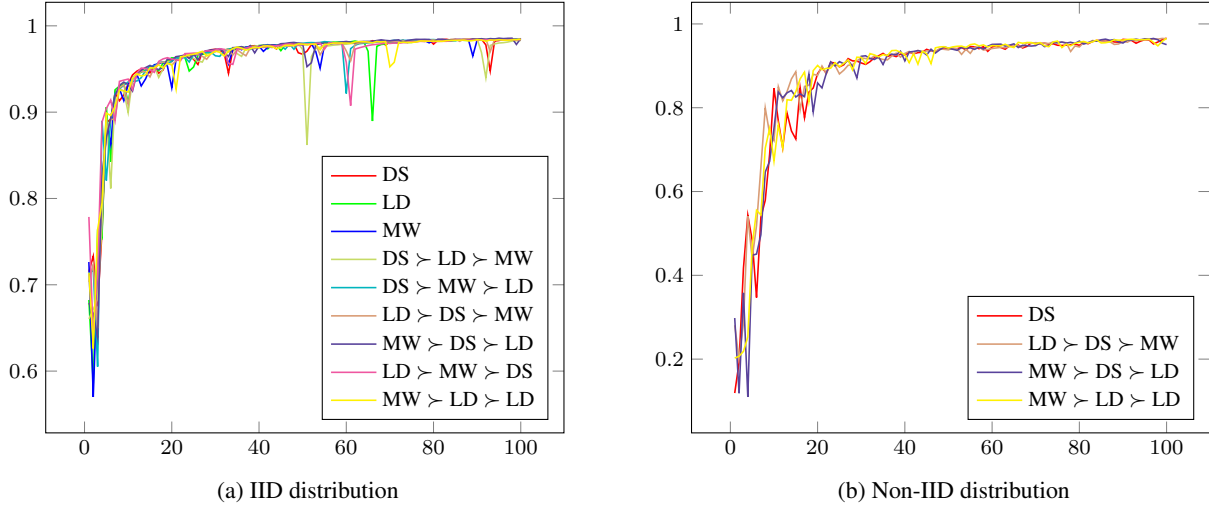 1
0.9
0.8
0.7
0.6
0
20
40
60
80
100
DS
LD
MW
DS ≻ LD ≻ MW
DS ≻ MW ≻ LD
LD ≻ DS ≻ MW
MW ≻ DS ≻ LD
LD ≻ MW ≻ DS
MW ≻ LD ≻ LD
(a) IID distribution
1
0.8
0.6
0.4
0.2
0
20
40
60
80
100
DS
LD ≻ DS ≻ MW
MW ≻ DS ≻ LD
MW ≻ LD ≻ LD
(b) Non-IID distribution